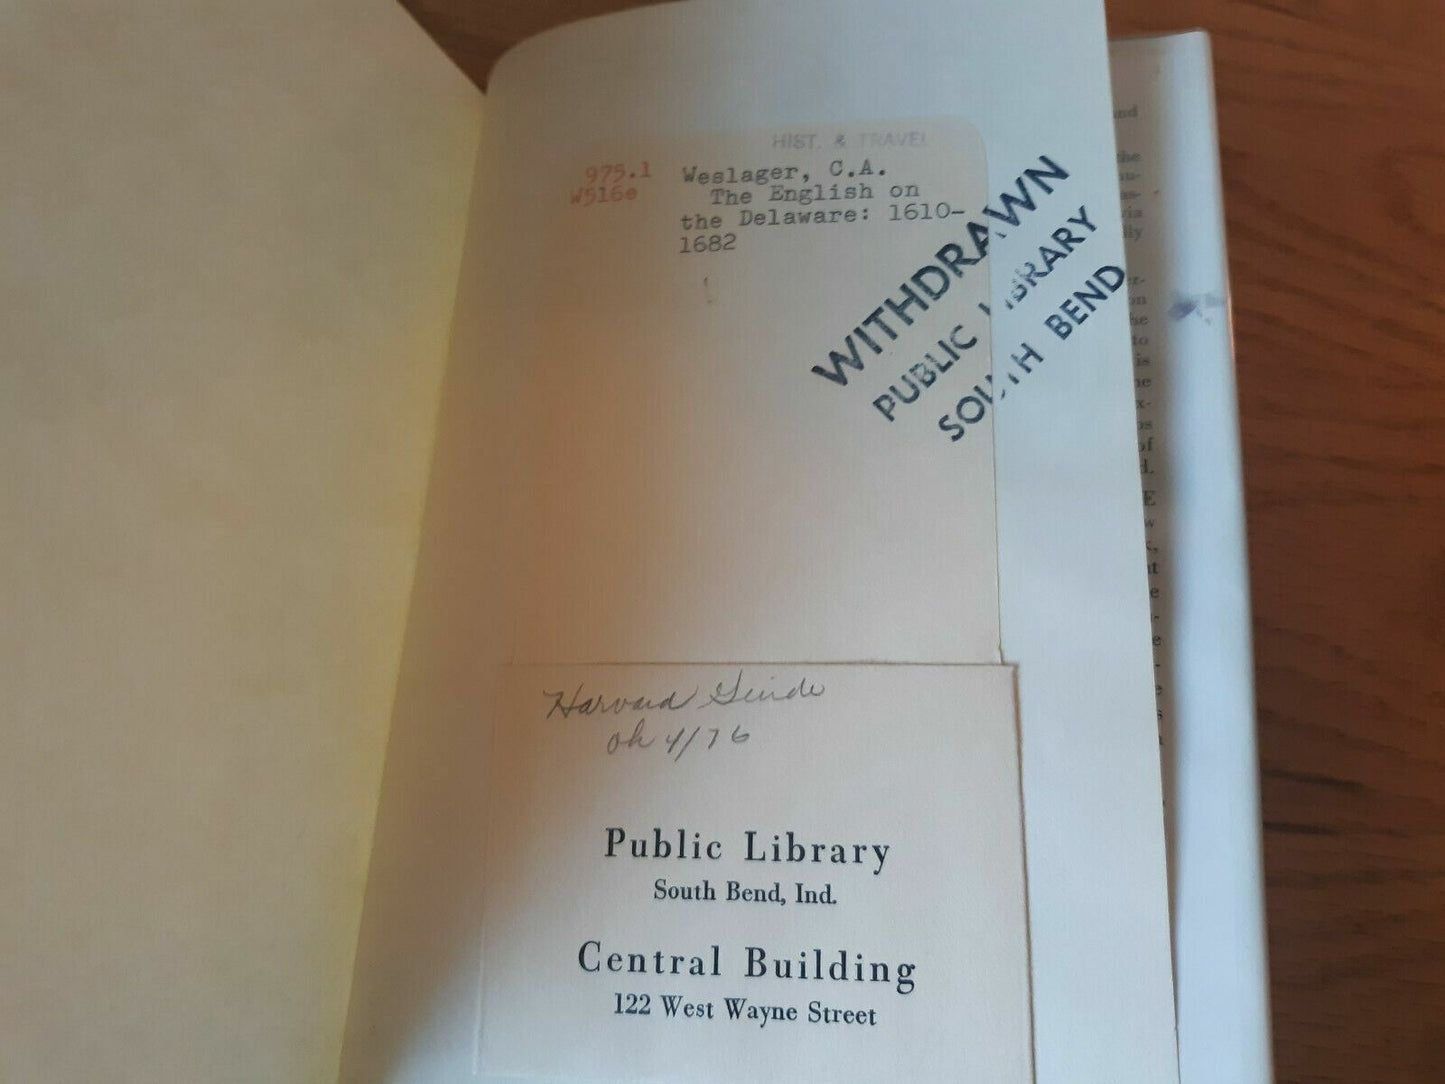 HIST. & TRAVEL
975.1 Weslager, C.A.
W516e The English on
the Delaware: 1610-
1682
WITHDRAWN
PUBLIC LIBRARY
SOUTH BEND
Harvard Guide
ok 4/76
Public Library
South Bend, Ind.
Central Building
122 West Wayne Street